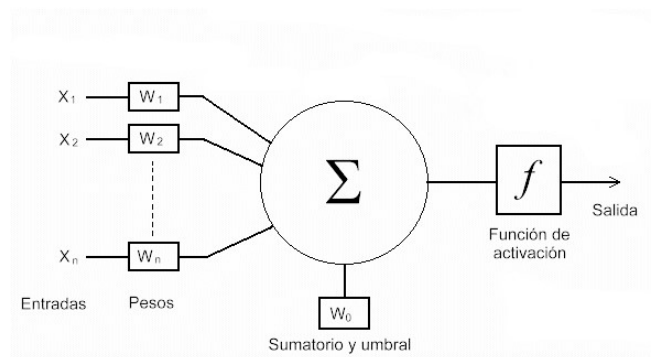 X₁ W₁
X₂ W₂
Σ
f
Salida
Función de
activación
Xₙ Wₙ
Entradas Pesos
W₀
Sumatorio y umbral